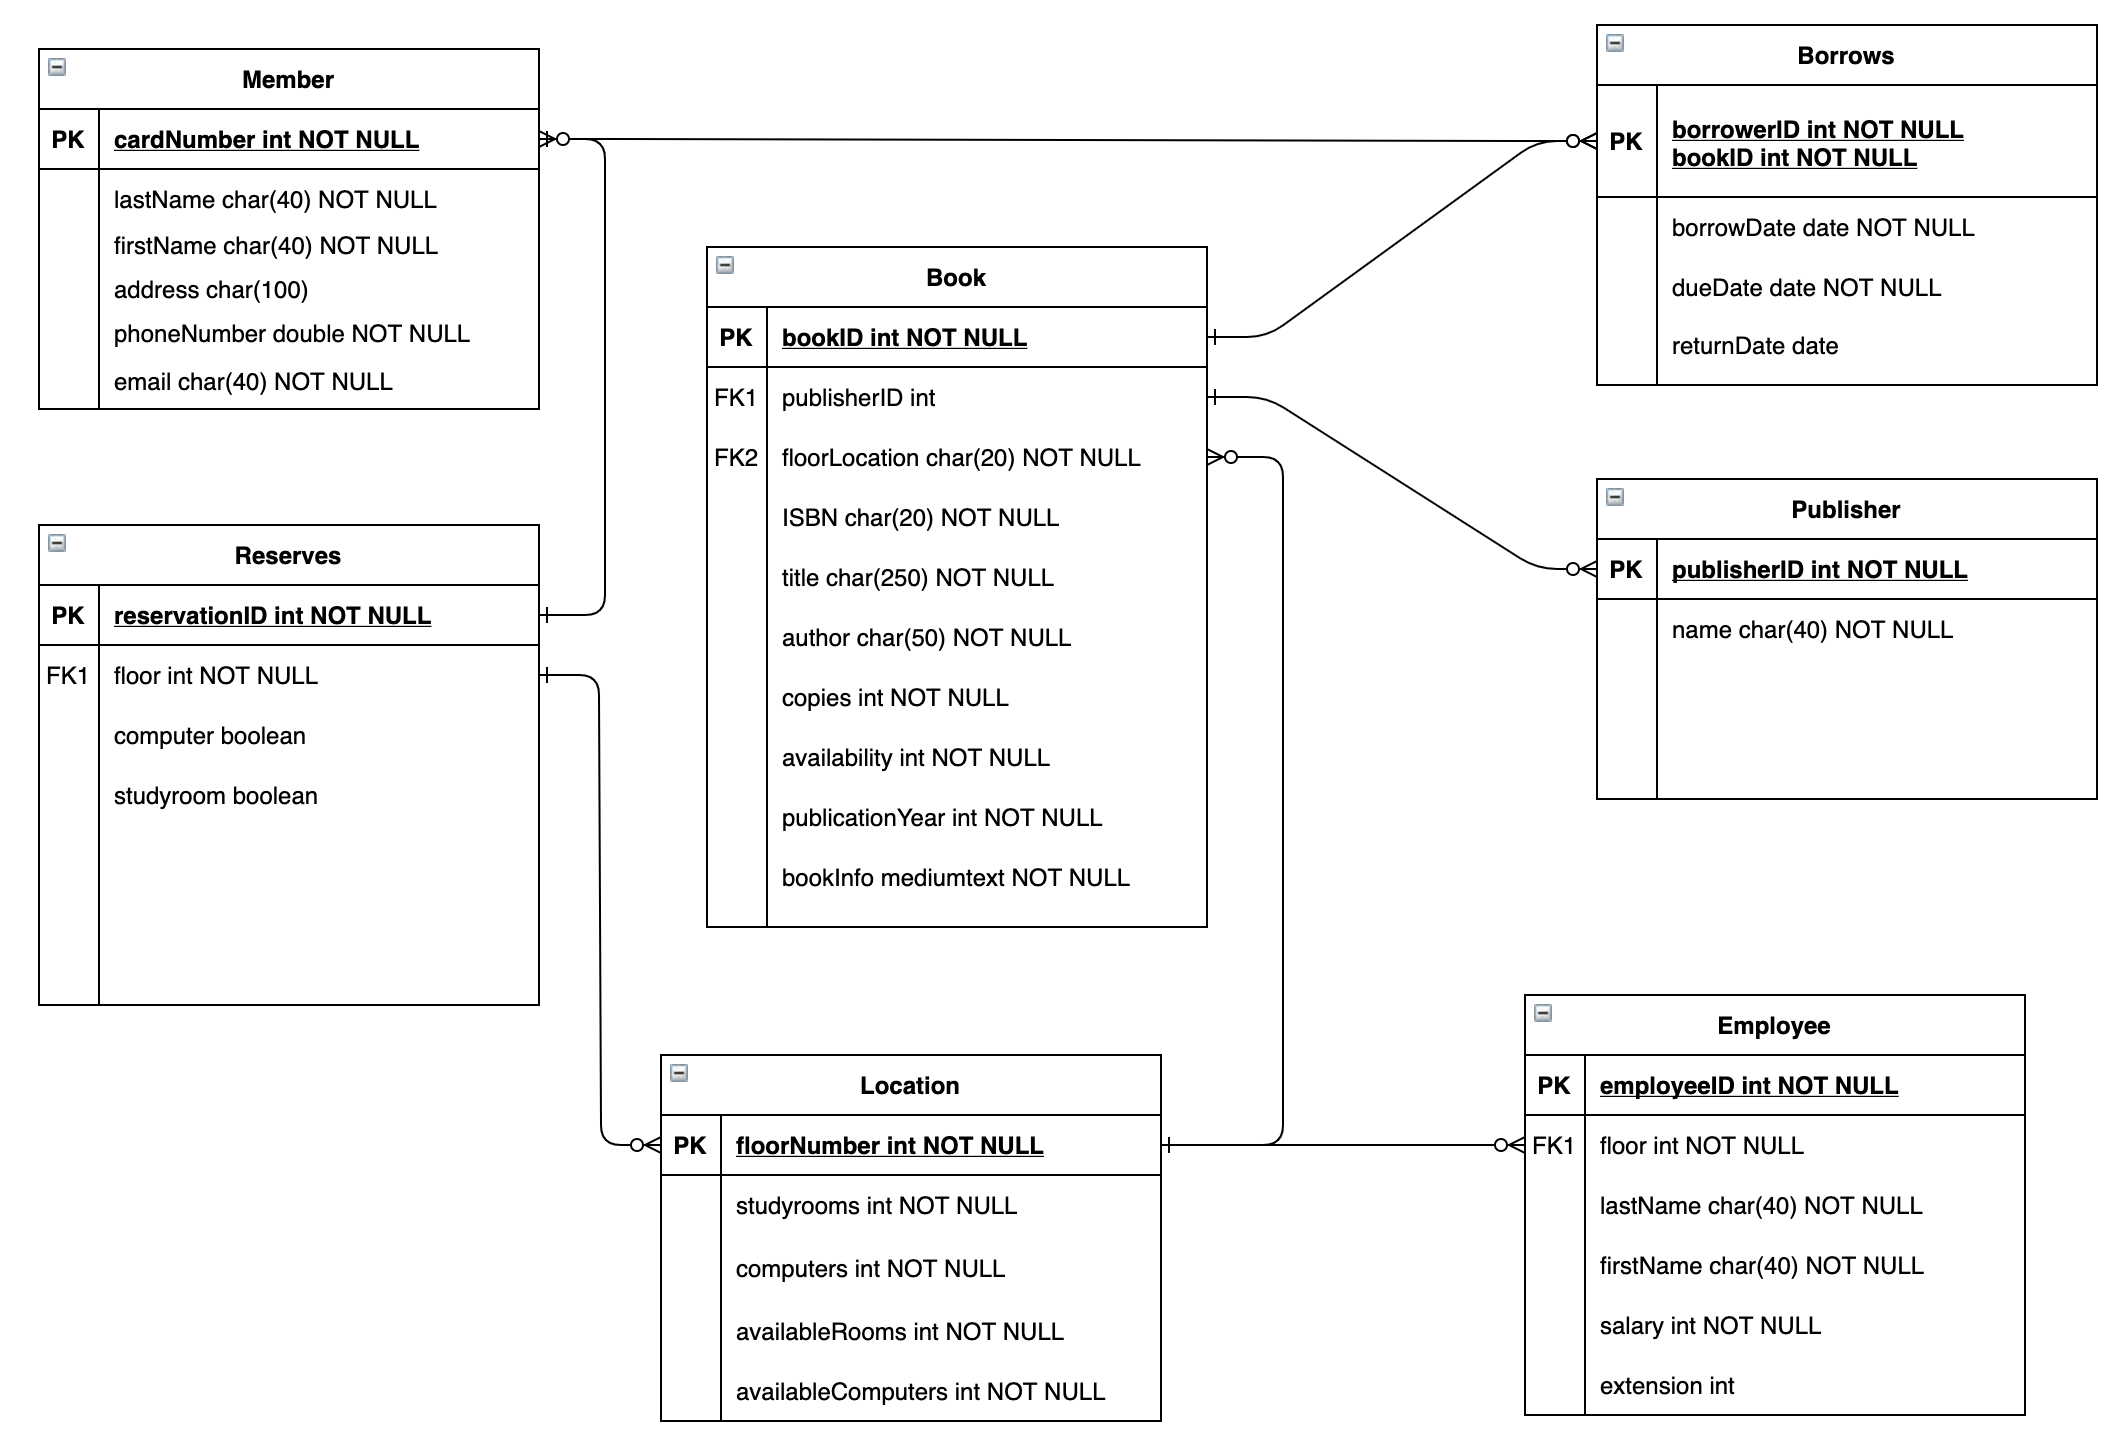 Member
PK cardNumber int NOT NULL
lastName char(40) NOT NULL
firstName char(40) NOT NULL
address char(100)
phoneNumber double NOT NULL
email char(40) NOT NULL
Borrows
PK borrowerID int NOT NULL
bookID int NOT NULL
borrowDate date NOT NULL
dueDate date NOT NULL
returnDate date
Book
PK bookID int NOT NULL
FK1 publisherID int
FK2 floorLocation char(20) NOT NULL
ISBN char(20) NOT NULL
title char(250) NOT NULL
author char(50) NOT NULL
copies int NOT NULL
availability int NOT NULL
publicationYear int NOT NULL
bookInfo mediumtext NOT NULL
Reserves
PK reservationID int NOT NULL
FK1 floor int NOT NULL
computer boolean
studyroom boolean
Publisher
PK publisherID int NOT NULL
name char(40) NOT NULL
Location
PK floorNumber int NOT NULL
studyrooms int NOT NULL
computers int NOT NULL
availableRooms int NOT NULL
availableComputers int NOT NULL
Employee
PK employeeID int NOT NULL
FK1 floor int NOT NULL
lastName char(40) NOT NULL
firstName char(40) NOT NULL
salary int NOT NULL
extension int